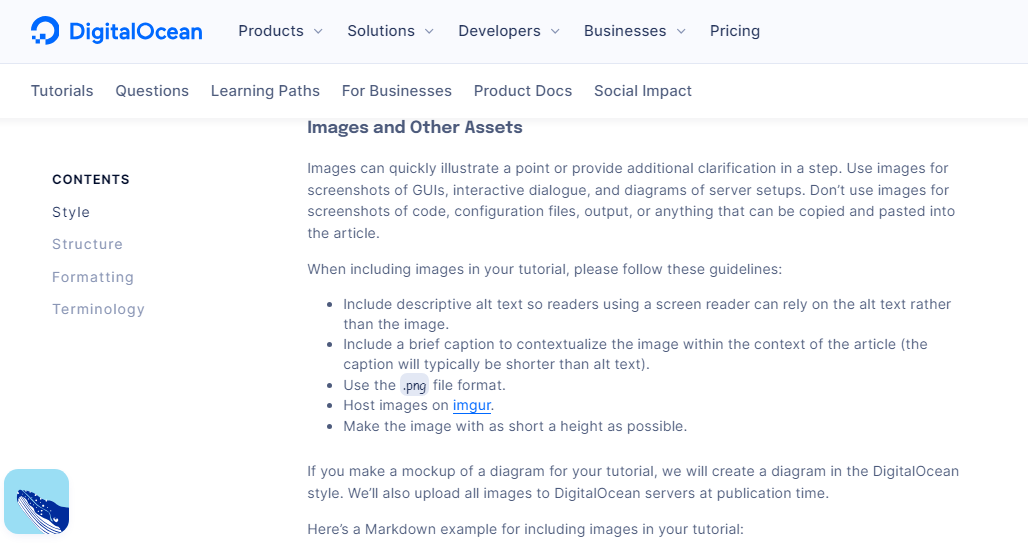 DigitalOcean Products Solutions Developers Businesses Pricing
Tutorials Questions Learning Paths For Businesses Product Docs Social Impact
CONTENTS
Style
Structure
Formatting
Terminology
Images and Other Assets
Images can quickly illustrate a point or provide additional clarification in a step. Use images for
screenshots of GUIs, interactive dialogue, and diagrams of server setups. Don’t use images for
screenshots of code, configuration files, output, or anything that can be copied and pasted into
the article.
When including images in your tutorial, please follow these guidelines:
• Include descriptive alt text so readers using a screen reader can rely on the alt text rather
than the image.
• Include a brief caption to contextualize the image within the context of the article (the
caption will typically be shorter than alt text).
• Use the .png file format.
• Host images on imgur.
• Make the image with as short a height as possible.
If you make a mockup of a diagram for your tutorial, we will create a diagram in the DigitalOcean
style. We’ll also upload all images to DigitalOcean servers at publication time.
Here’s a Markdown example for including images in your tutorial: